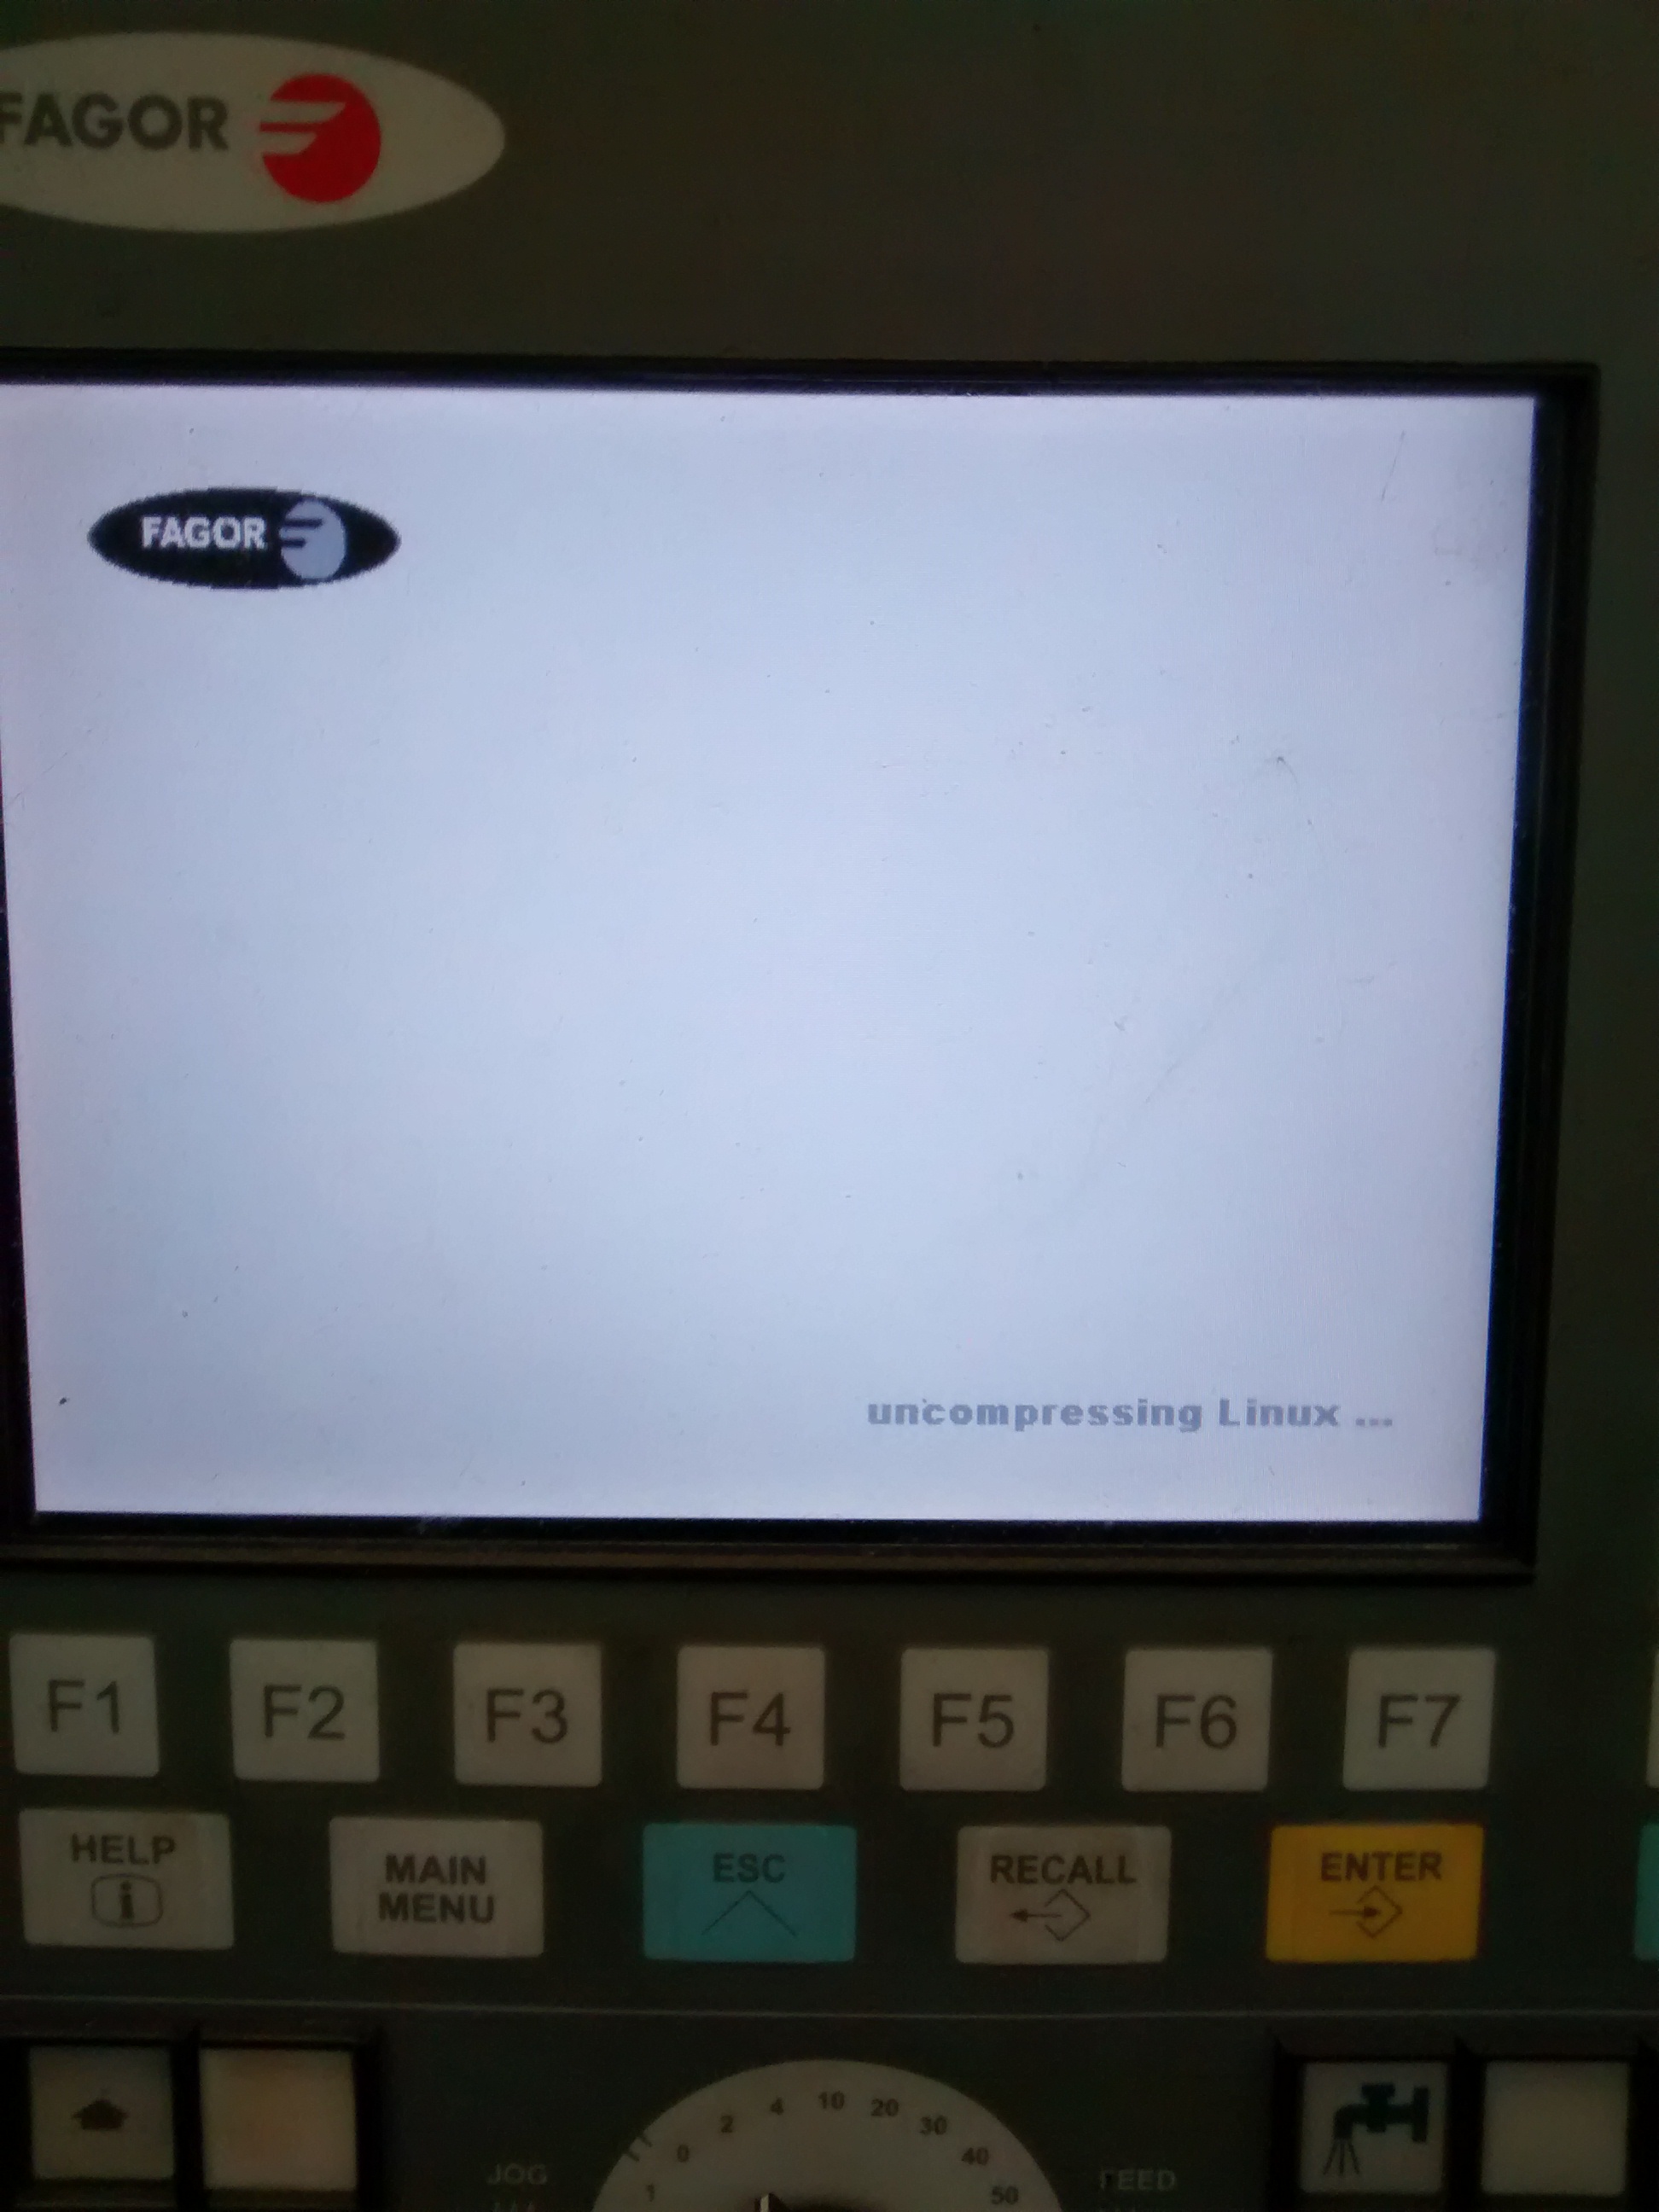 FAGOR
FAGOR
uncompressing Linux ...
F1 F2 F3 F4 F5 F6 F7
HELP MAIN MENU ESC RECALL ENTER
i
JOG FEED
1 0 2 4 10 20 30 40 50